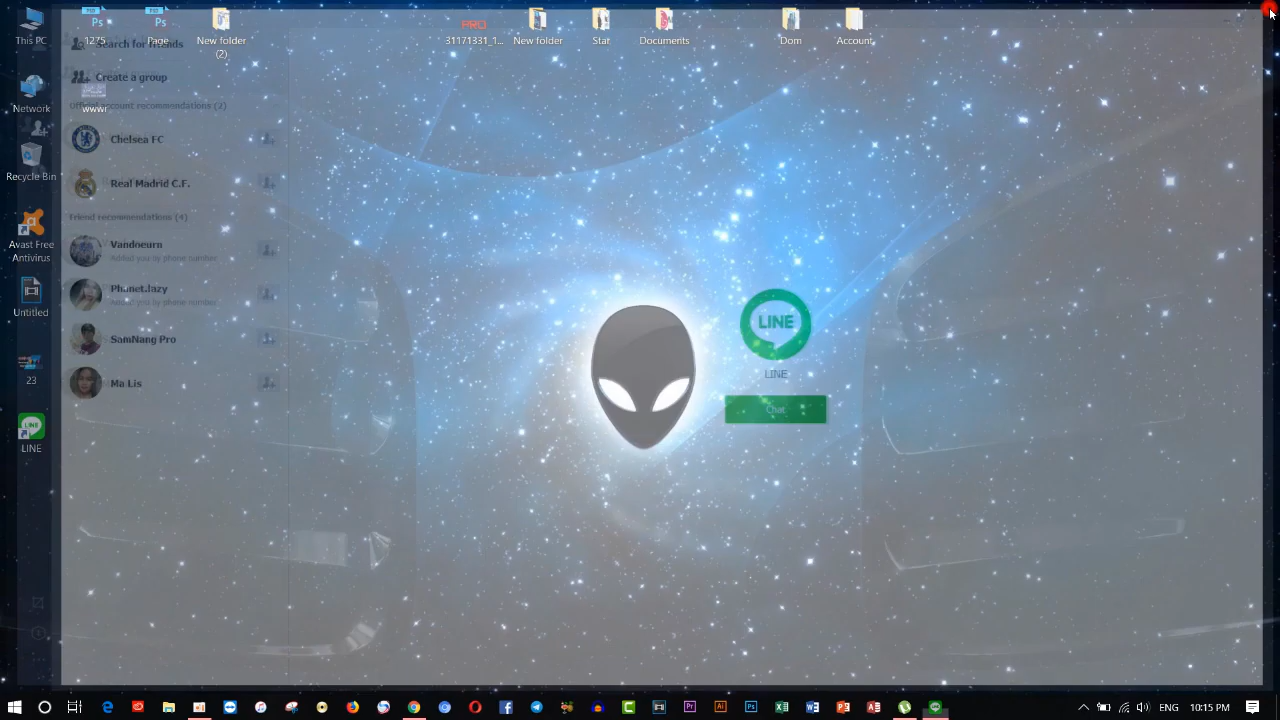 This PC
1275
Page
New folder
(2)
PRO
31171331_1...
New folder
Stat
Documents
Dom
Account
Search for friends
Create a group
Network
wwwr
Official account recommendations (2)
Chelsea FC
Recycle Bin
Real Madrid C.F.
Friend recommendations (4)
Avast Free
Antivirus
Vandoeurn
Added you by phone number
Phanet.lazy
Added you by phone number
Untitled
SamNang Pro
23
Ma Lis
LINE
LINE
LINE
Chat
ENG
10:15 PM